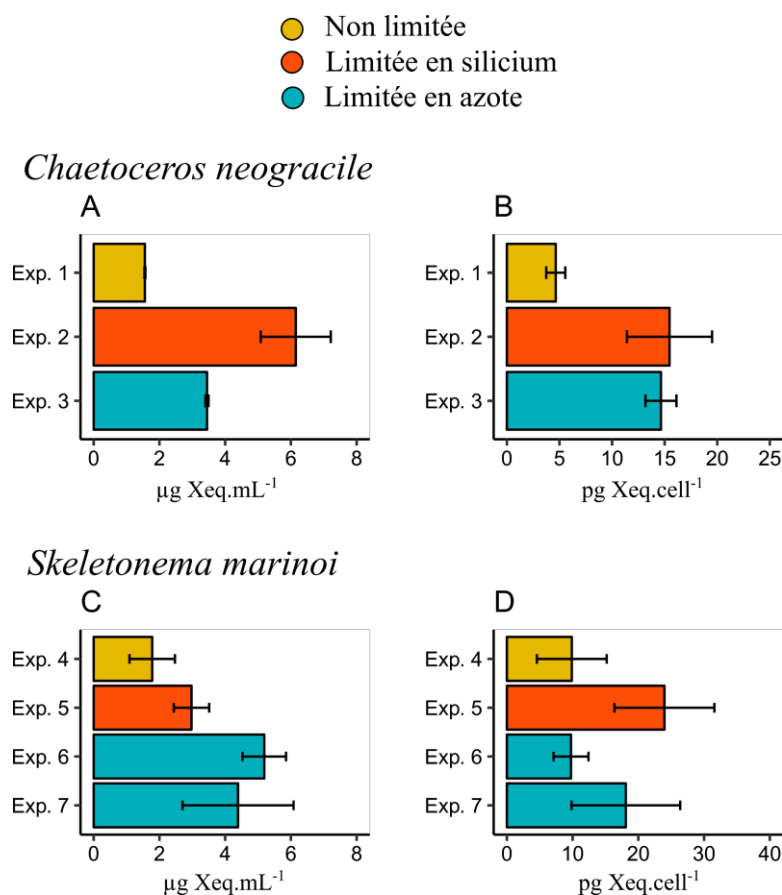 Non limitée
Limitée en silicium
Limitée en azote
Chaetoceros neogracile
A
Exp. 1
Exp. 2
Exp. 3
0 2 4 6 8
µg Xeq.mL⁻¹
B
Exp. 1
Exp. 2
Exp. 3
0 5 10 15 20 25
pg Xeq.cell⁻¹
Skeletonema marinoi
C
Exp. 4
Exp. 5
Exp. 6
Exp. 7
0 2 4 6 8
µg Xeq.mL⁻¹
D
Exp. 4
Exp. 5
Exp. 6
Exp. 7
0 10 20 30 40
pg Xeq.cell⁻¹